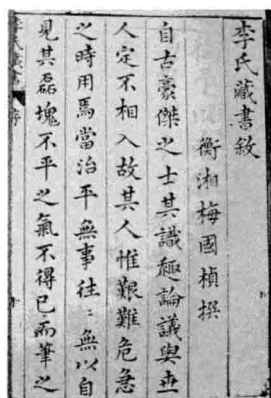 李氏藏書敘
衡湘梅國楨撰
自古豪傑之士其識趣論議與世
人定不相入故其人惟艱難危急
之時用焉當治平無事往〻無以自
見其磊塊不平之氣不得已而筆之